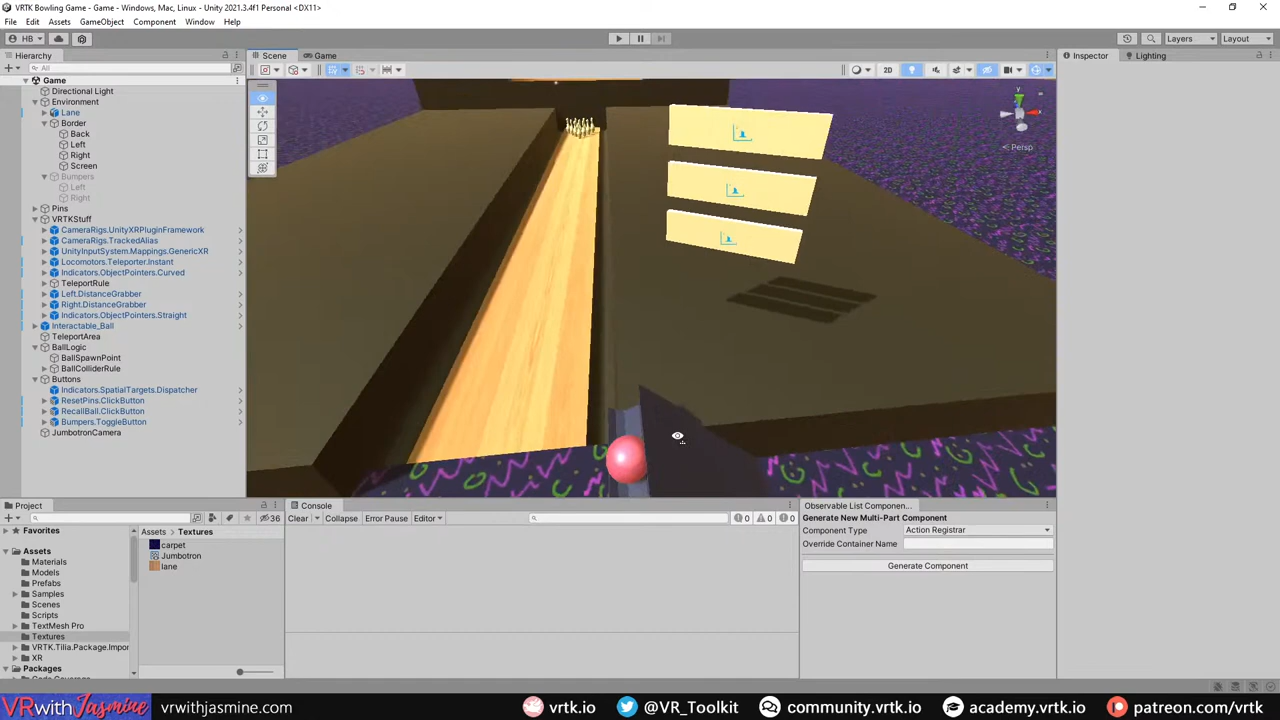 VRTK Bowling Game - Game - Windows, Mac, Linux - Unity 2021.3.4f1 Personal <DX11>
File Edit Assets GameObject Component Window Help
HB Layers Layout
Hierarchy Scene Game Inspector Lighting
All
2D
Game
Directional Light
Environment
Lane
Border
Back
Left
Right
Screen
Bumpers
Left
Right
Pins
VRTKStuff
CameraRigs.UnityXRPluginFramework
CameraRigs.TrackedAlias
UnityInputSystem.Mappings.GenericXR
Locomotors.Teleporter.Instant
Indicators.ObjectPointers.Curved
TeleportRule
Left.DistanceGrabber
Right.DistanceGrabber
Indicators.ObjectPointers.Straight
Interactable_Ball
TeleportArea
BallLogic
BallSpawnPoint
BallColliderRule
Buttons
Indicators.SpatialTargets.Dispatcher
ResetPins.ClickButton
RecallBall.ClickButton
Bumpers.ToggleButton
JumbotronCamera
y
x
< Persp
Project
36
Favorites
Assets
Materials
Models
Prefabs
Samples
Scenes
Scripts
TextMesh Pro
Textures
VRTK.Tilia.Package.Impor
XR
Packages
Assets > Textures
carpet
Jumbotron
lane
Console
Clear Collapse Error Pause Editor 0 0 0
Observable List Componen...
Generate New Multi-Part Component
Component Type Action Registrar
Override Container Name
Generate Component
VRwithJasmine vrwithjasmine.com vrtk.io @VR_Toolkit community.vrtk.io academy.vrtk.io patreon.com/vrtk